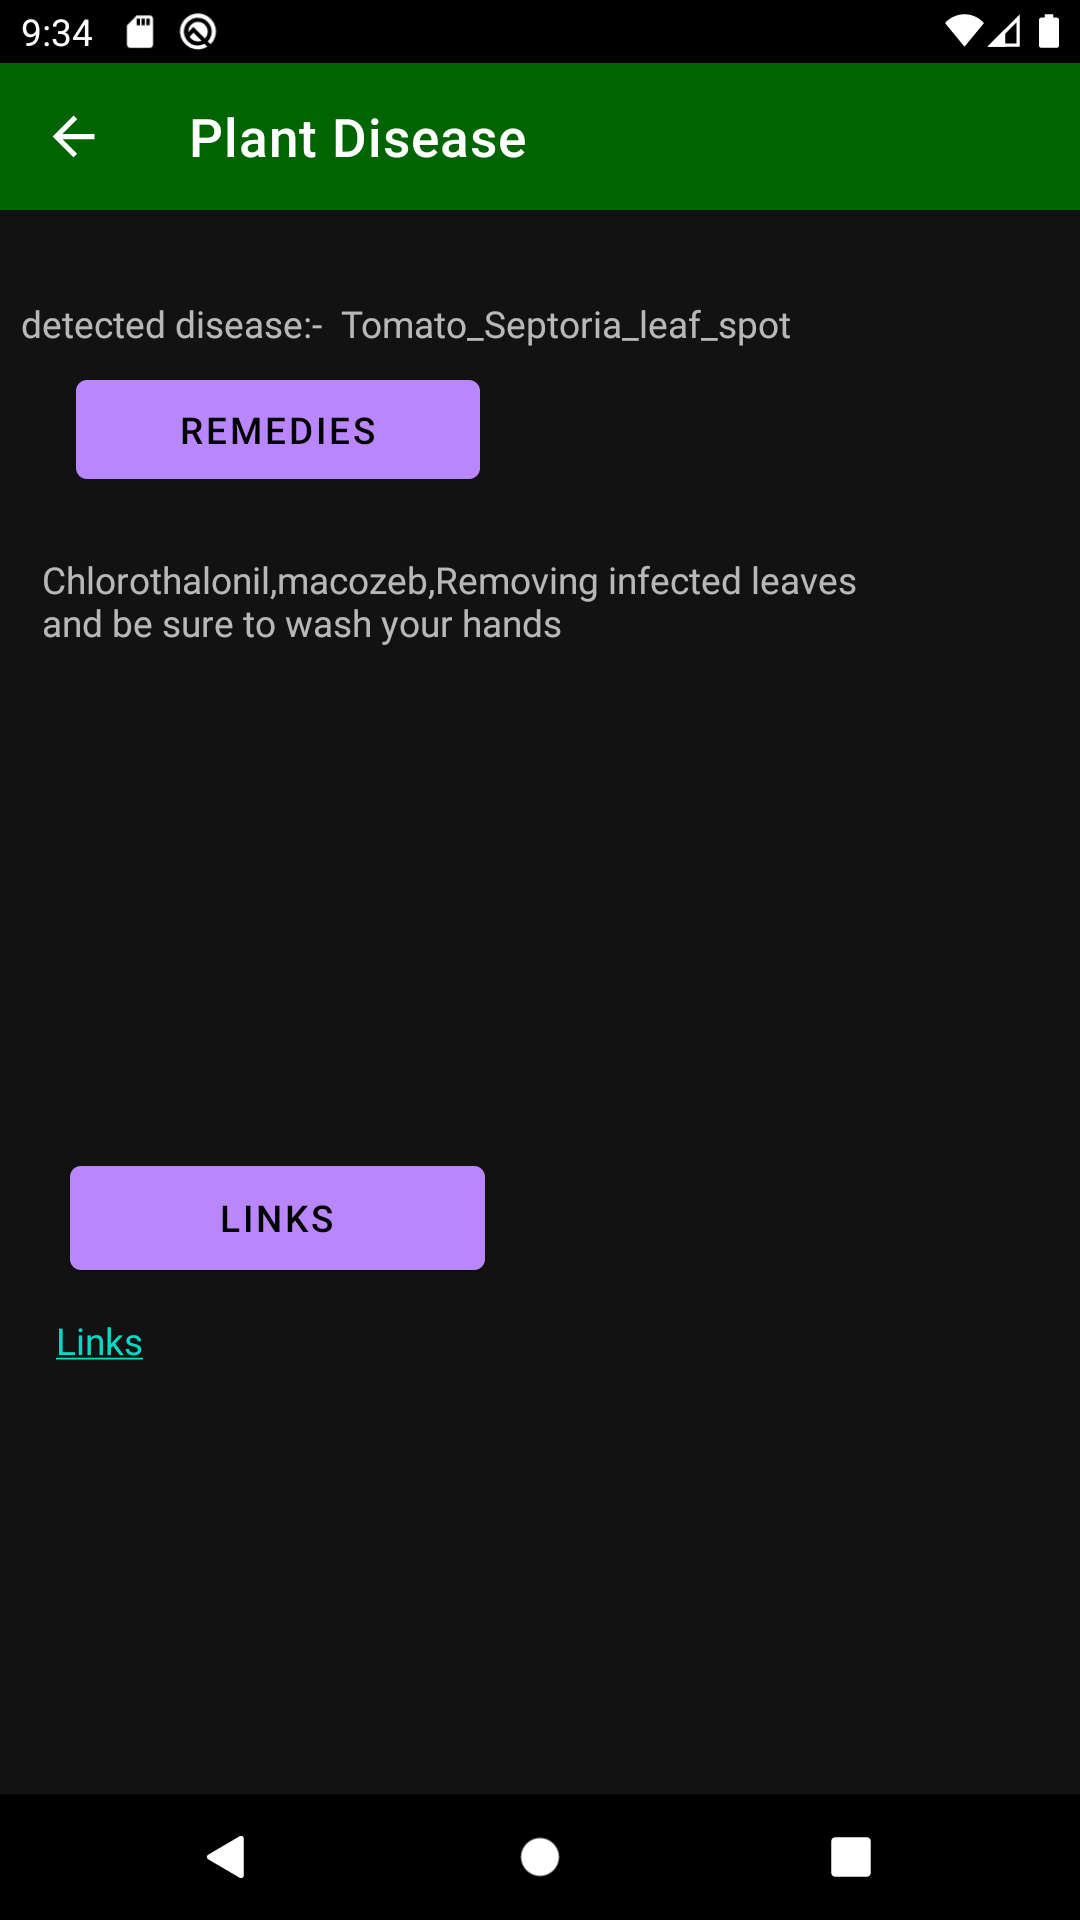 9:34
Plant Disease
detected disease:- Tomato_Septoria_leaf_spot
REMEDIES
Chlorothalonil,macozeb,Removing infected leaves
and be sure to wash your hands
LINKS
Links